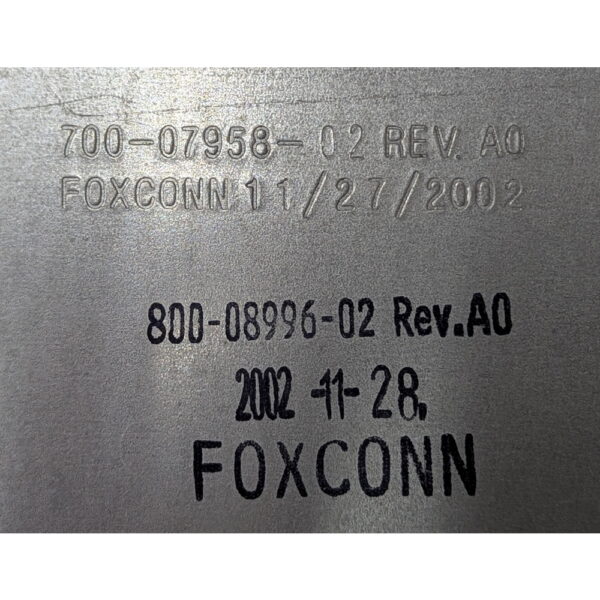 700-07958-02 REV. A0
FOXCONN 11/27/2002
800-08996-02 Rev.A0
2002-11-28,
FOXCONN